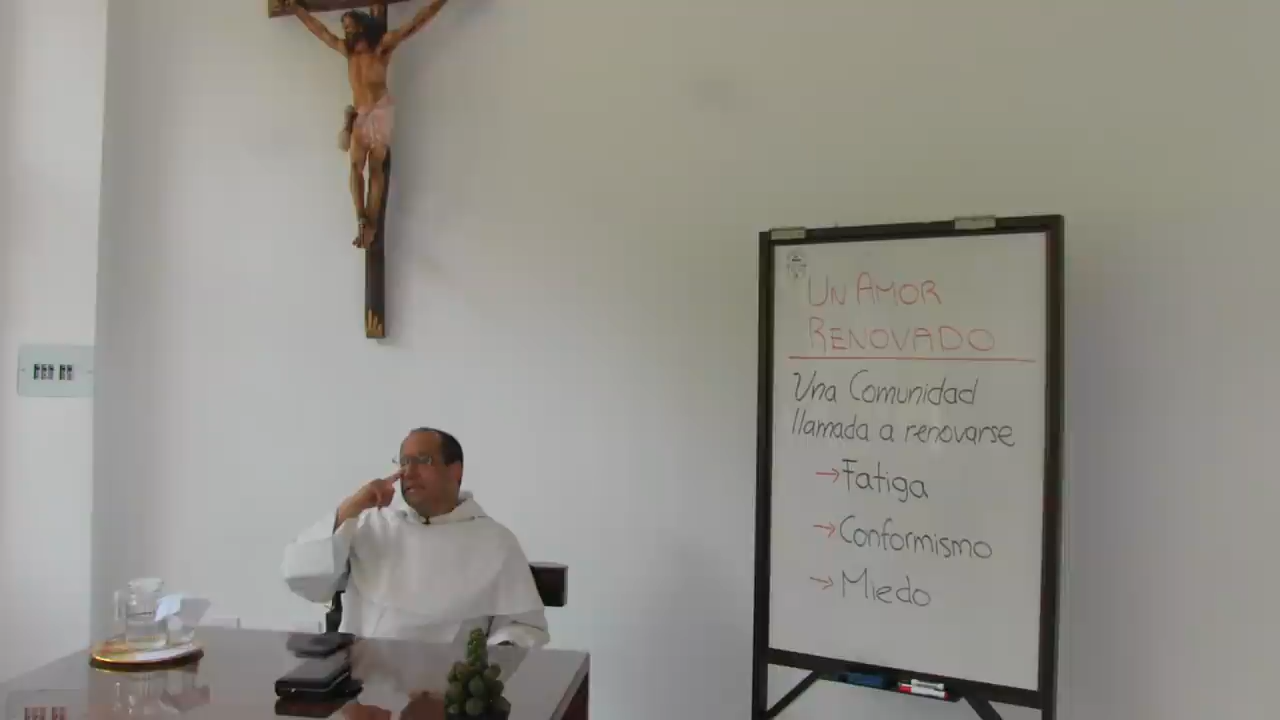 UN AMOR
RENOVADO
Una Comunidad
llamada a renovarse
→Fatiga
→Conformismo
→Miedo